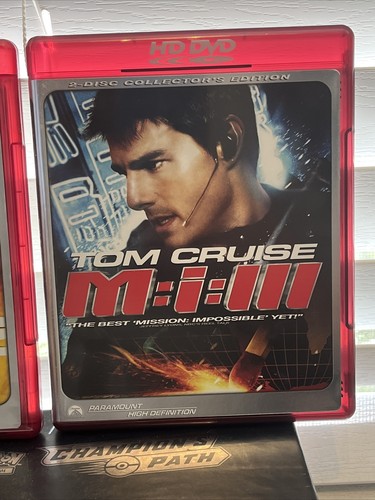 HD DVD
2-DISC COLLECTOR'S EDITION
TOM CRUISE
M:i:III
"THE BEST 'MISSION: IMPOSSIBLE' YET!"
PARAMOUNT
HIGH DEFINITION
CHAMPION'S
PATH